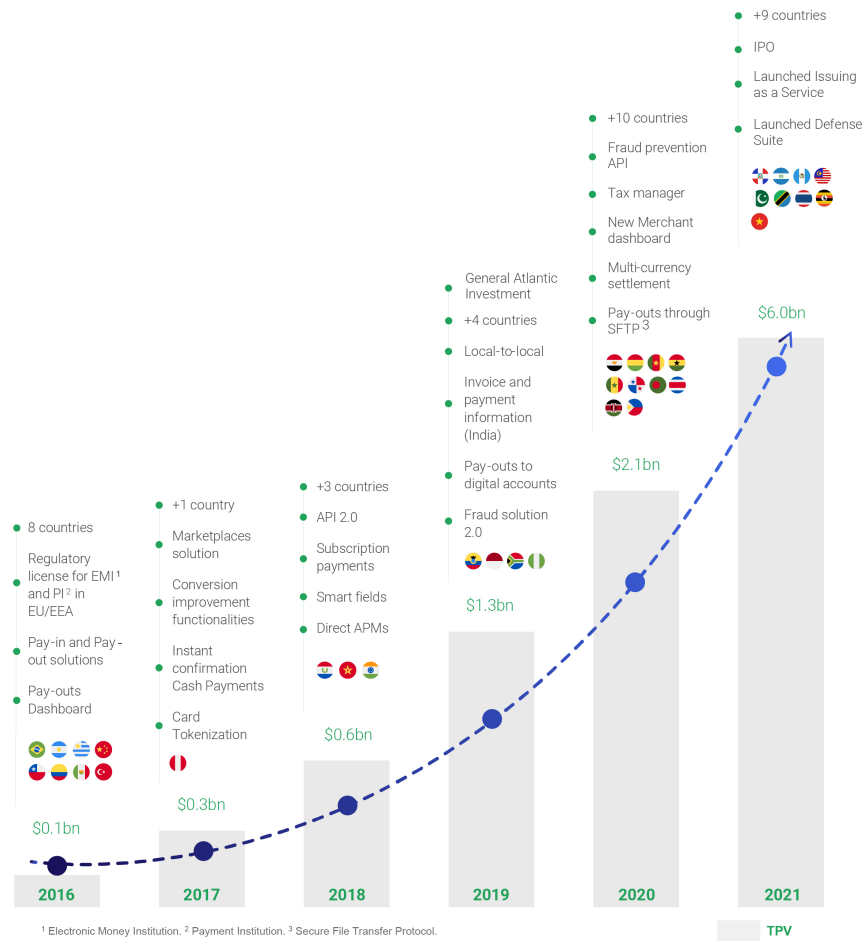 8 countries
Regulatory
license for EMI¹
and PI² in
EU/EEA
Pay-in and Pay-
out solutions
Pay-outs
Dashboard
$0.1bn
2016
+1 country
Marketplaces
solution
Conversion
improvement
functionalities
Instant
confirmation
Cash Payments
Card
Tokenization
$0.3bn
2017
+3 countries
API 2.0
Subscription
payments
Smart fields
Direct APMs
$0.6bn
2018
General Atlantic
Investment
+4 countries
Local-to-local
Invoice and
payment
information
(India)
Pay-outs to
digital accounts
Fraud solution
2.0
$1.3bn
2019
+10 countries
Fraud prevention
API
Tax manager
New Merchant
dashboard
Multi-currency
settlement
Pay-outs through
SFTP³
$2.1bn
2020
+9 countries
IPO
Launched Issuing
as a Service
Launched Defense
Suite
$6.0bn
2021
¹ Electronic Money Institution. ² Payment Institution. ³ Secure File Transfer Protocol.
TPV